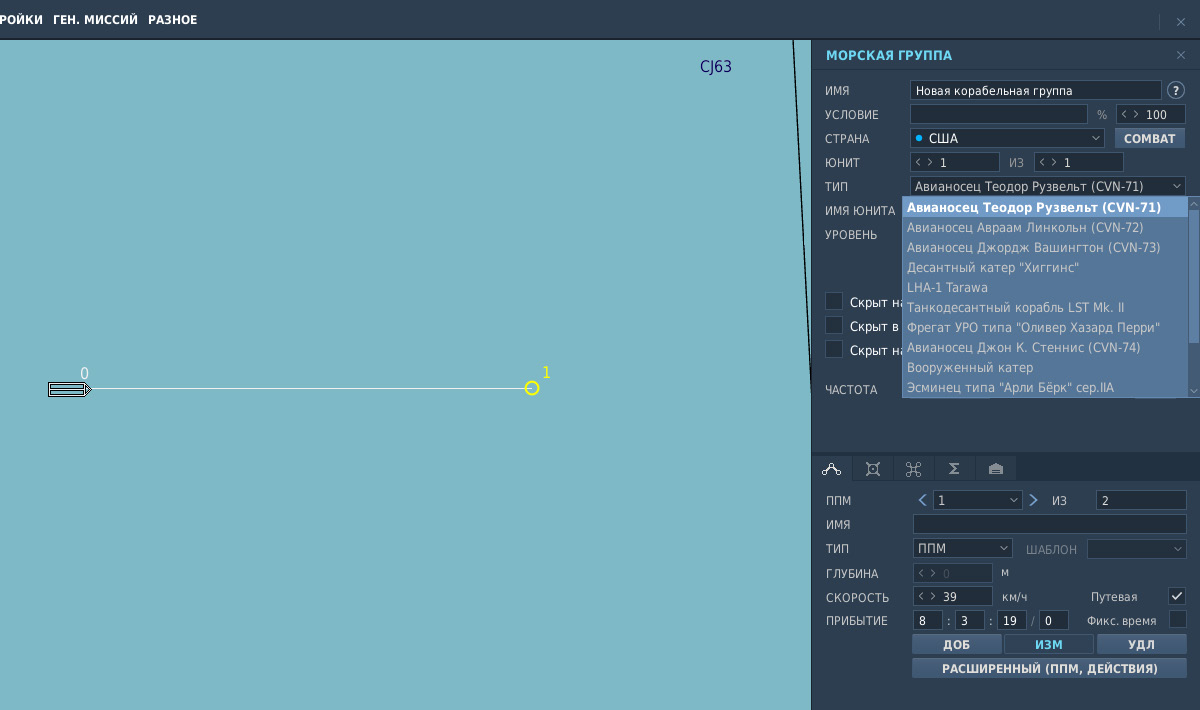 РОЙКИ ГЕН. МИССИЙ РАЗНОЕ
CJ63
0
1
МОРСКАЯ ГРУППА
ИМЯ Новая корабельная группа ?
УСЛОВИЕ % 100
СТРАНА США COMBAT
ЮНИТ 1 ИЗ 1
ТИП Авианосец Теодор Рузвельт (CVN-71)
ИМЯ ЮНИТА
УРОВЕНЬ
Авианосец Теодор Рузвельт (CVN-71)
Авианосец Авраам Линкольн (CVN-72)
Авианосец Джордж Вашингтон (CVN-73)
Десантный катер "Хиггинс"
LHA-1 Tarawa
Танкодесантный корабль LST Mk. II
Фрегат УРО типа "Оливер Хазард Перри"
Авианосец Джон К. Стеннис (CVN-74)
Вооруженный катер
Эсминец типа "Арли Бёрк" сер.IIA
Скрыт на
Скрыт в
Скрыт на
ЧАСТОТА
ППМ 1 ИЗ 2
ИМЯ
ТИП ППМ ШАБЛОН
ГЛУБИНА 0 м
СКОРОСТЬ 39 км/ч Путевая
ПРИБЫТИЕ 8 : 3 : 19 / 0 Фикс. время
ДОБ ИЗМ УДЛ
РАСШИРЕННЫЙ (ППМ, ДЕЙСТВИЯ)